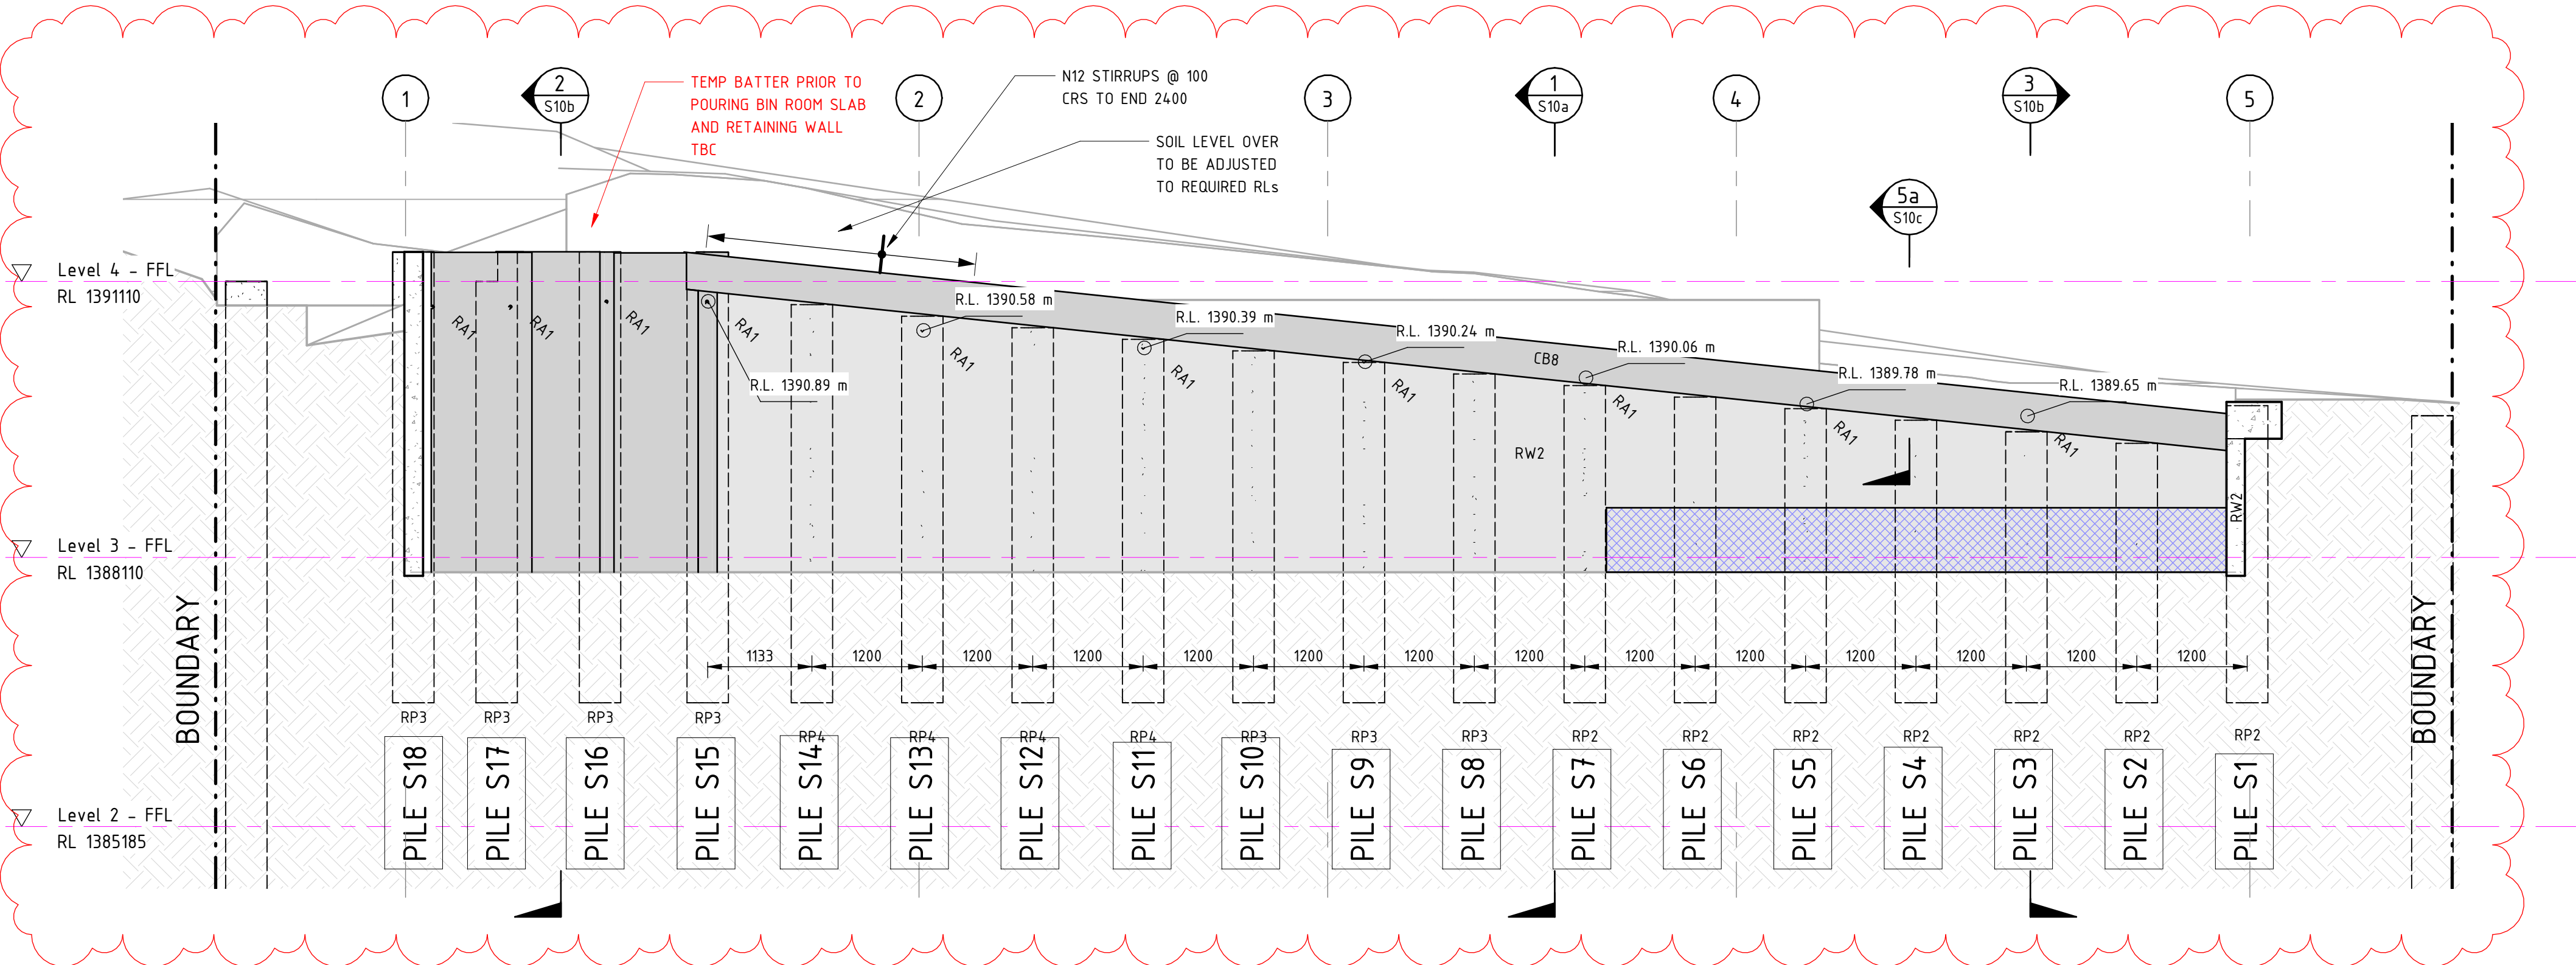 1
2
S10b
TEMP BATTER PRIOR TO
POURING BIN ROOM SLAB
AND RETAINING WALL
TBC
2
N12 STIRRUPS @ 100
CRS TO END 2400
SOIL LEVEL OVER
TO BE ADJUSTED
TO REQUIRED RLs
3
1
S10a
4
3
S10b
5
5a
S10c
Level 4 - FFL
RL 1391110
RA1
RA1
RA1
RA1
RA1
RA1
RA1
RA1
RA1
RA1
R.L. 1390.89 m
R.L. 1390.58 m
R.L. 1390.39 m
R.L. 1390.24 m
R.L. 1390.06 m
R.L. 1389.78 m
R.L. 1389.65 m
CB8
RW2
RW2
Level 3 - FFL
RL 1388110
BOUNDARY
BOUNDARY
1133
1200
1200
1200
1200
1200
1200
1200
1200
1200
1200
1200
1200
1200
RP3
RP3
RP3
RP3
RP4
RP4
RP4
RP4
RP3
RP3
RP3
RP2
RP2
RP2
RP2
RP2
RP2
RP2
PILE S18
PILE S17
PILE S16
PILE S15
PILE S14
PILE S13
PILE S12
PILE S11
PILE S10
PILE S9
PILE S8
PILE S7
PILE S6
PILE S5
PILE S4
PILE S3
PILE S2
PILE S1
Level 2 - FFL
RL 1385185